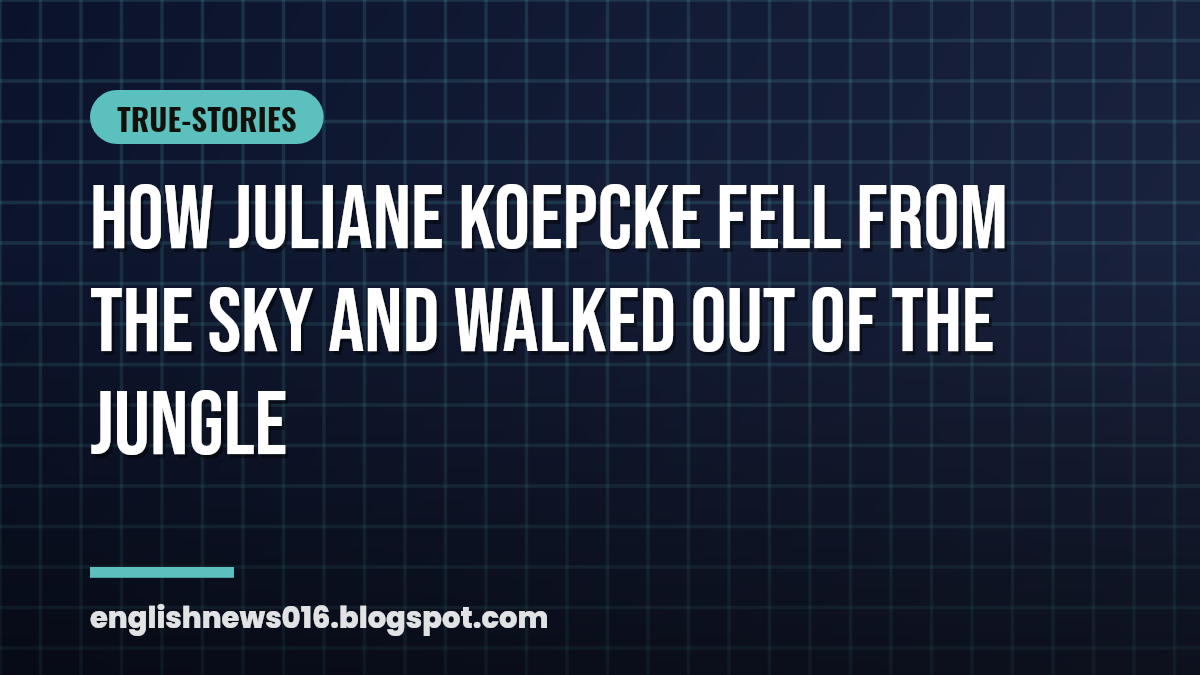 TRUE-STORIES
HOW JULIANE KOEPCKE FELL FROM
THE SKY AND WALKED OUT OF THE
JUNGLE
englishnews016.blogspot.com